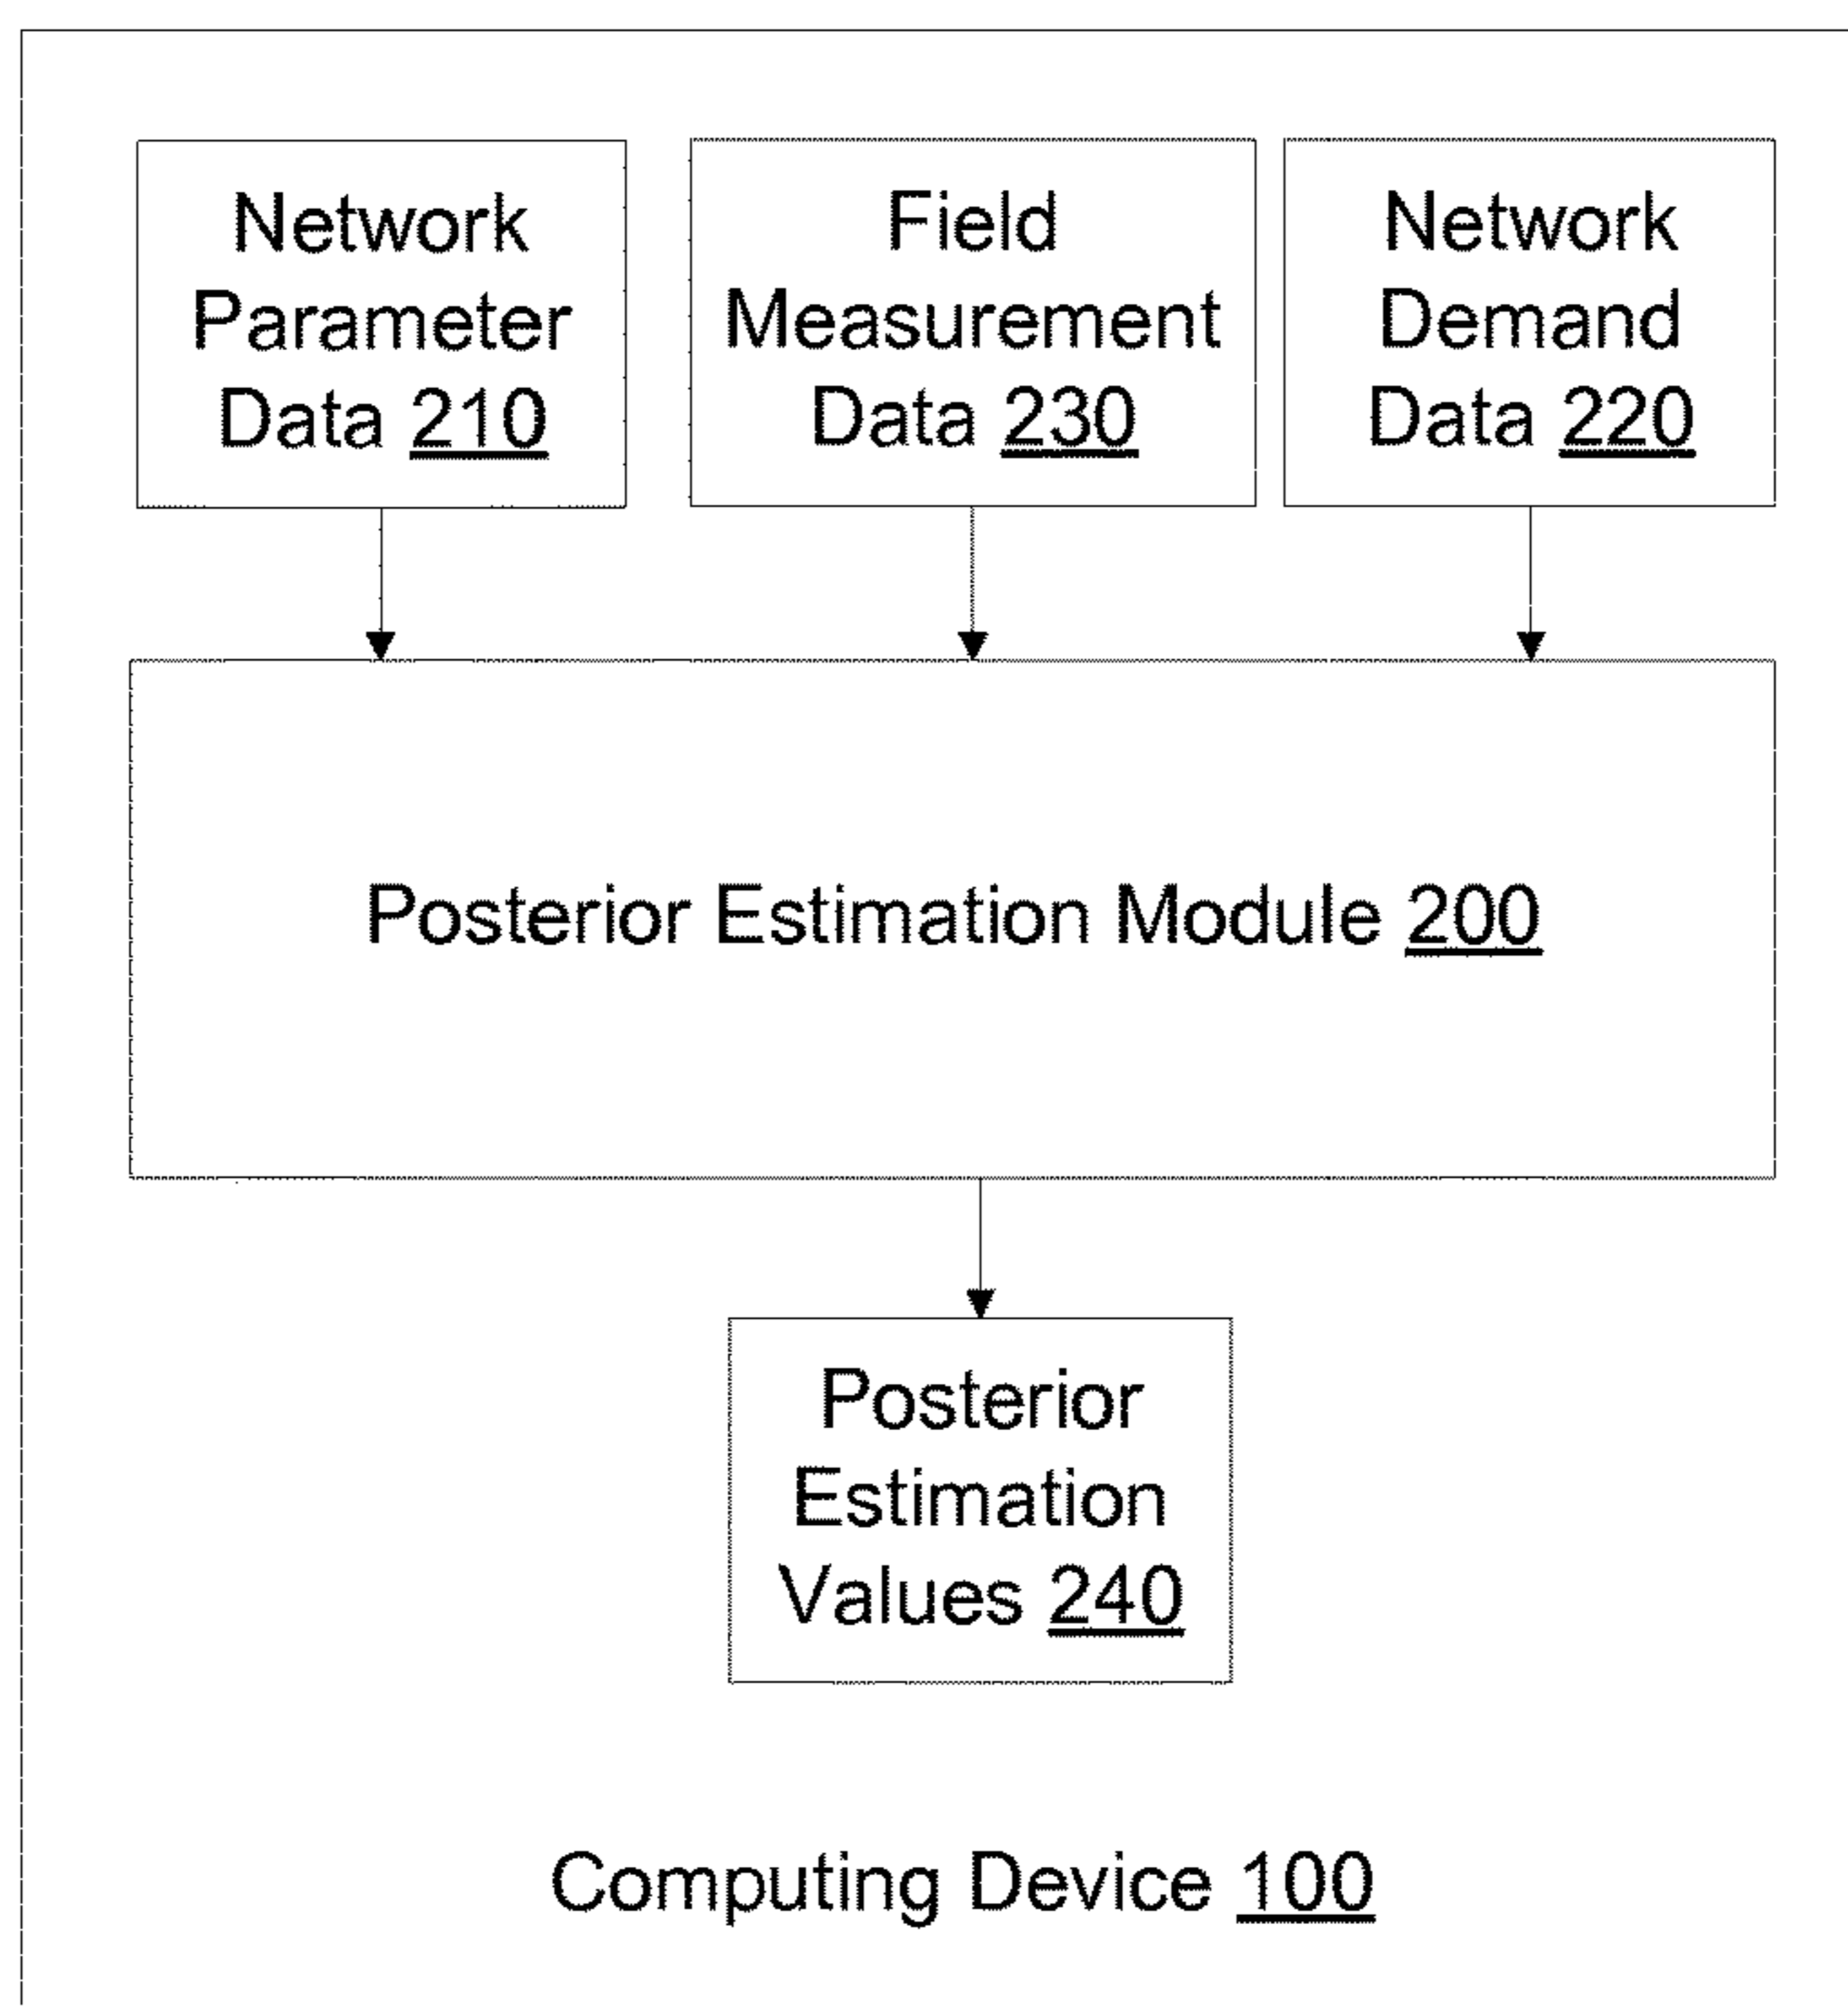 Network
Parameter
Data 210
Field
Measurement
Data 230
Network
Demand
Data 220
Posterior Estimation Module 200
Posterior
Estimation
Values 240
Computing Device 100